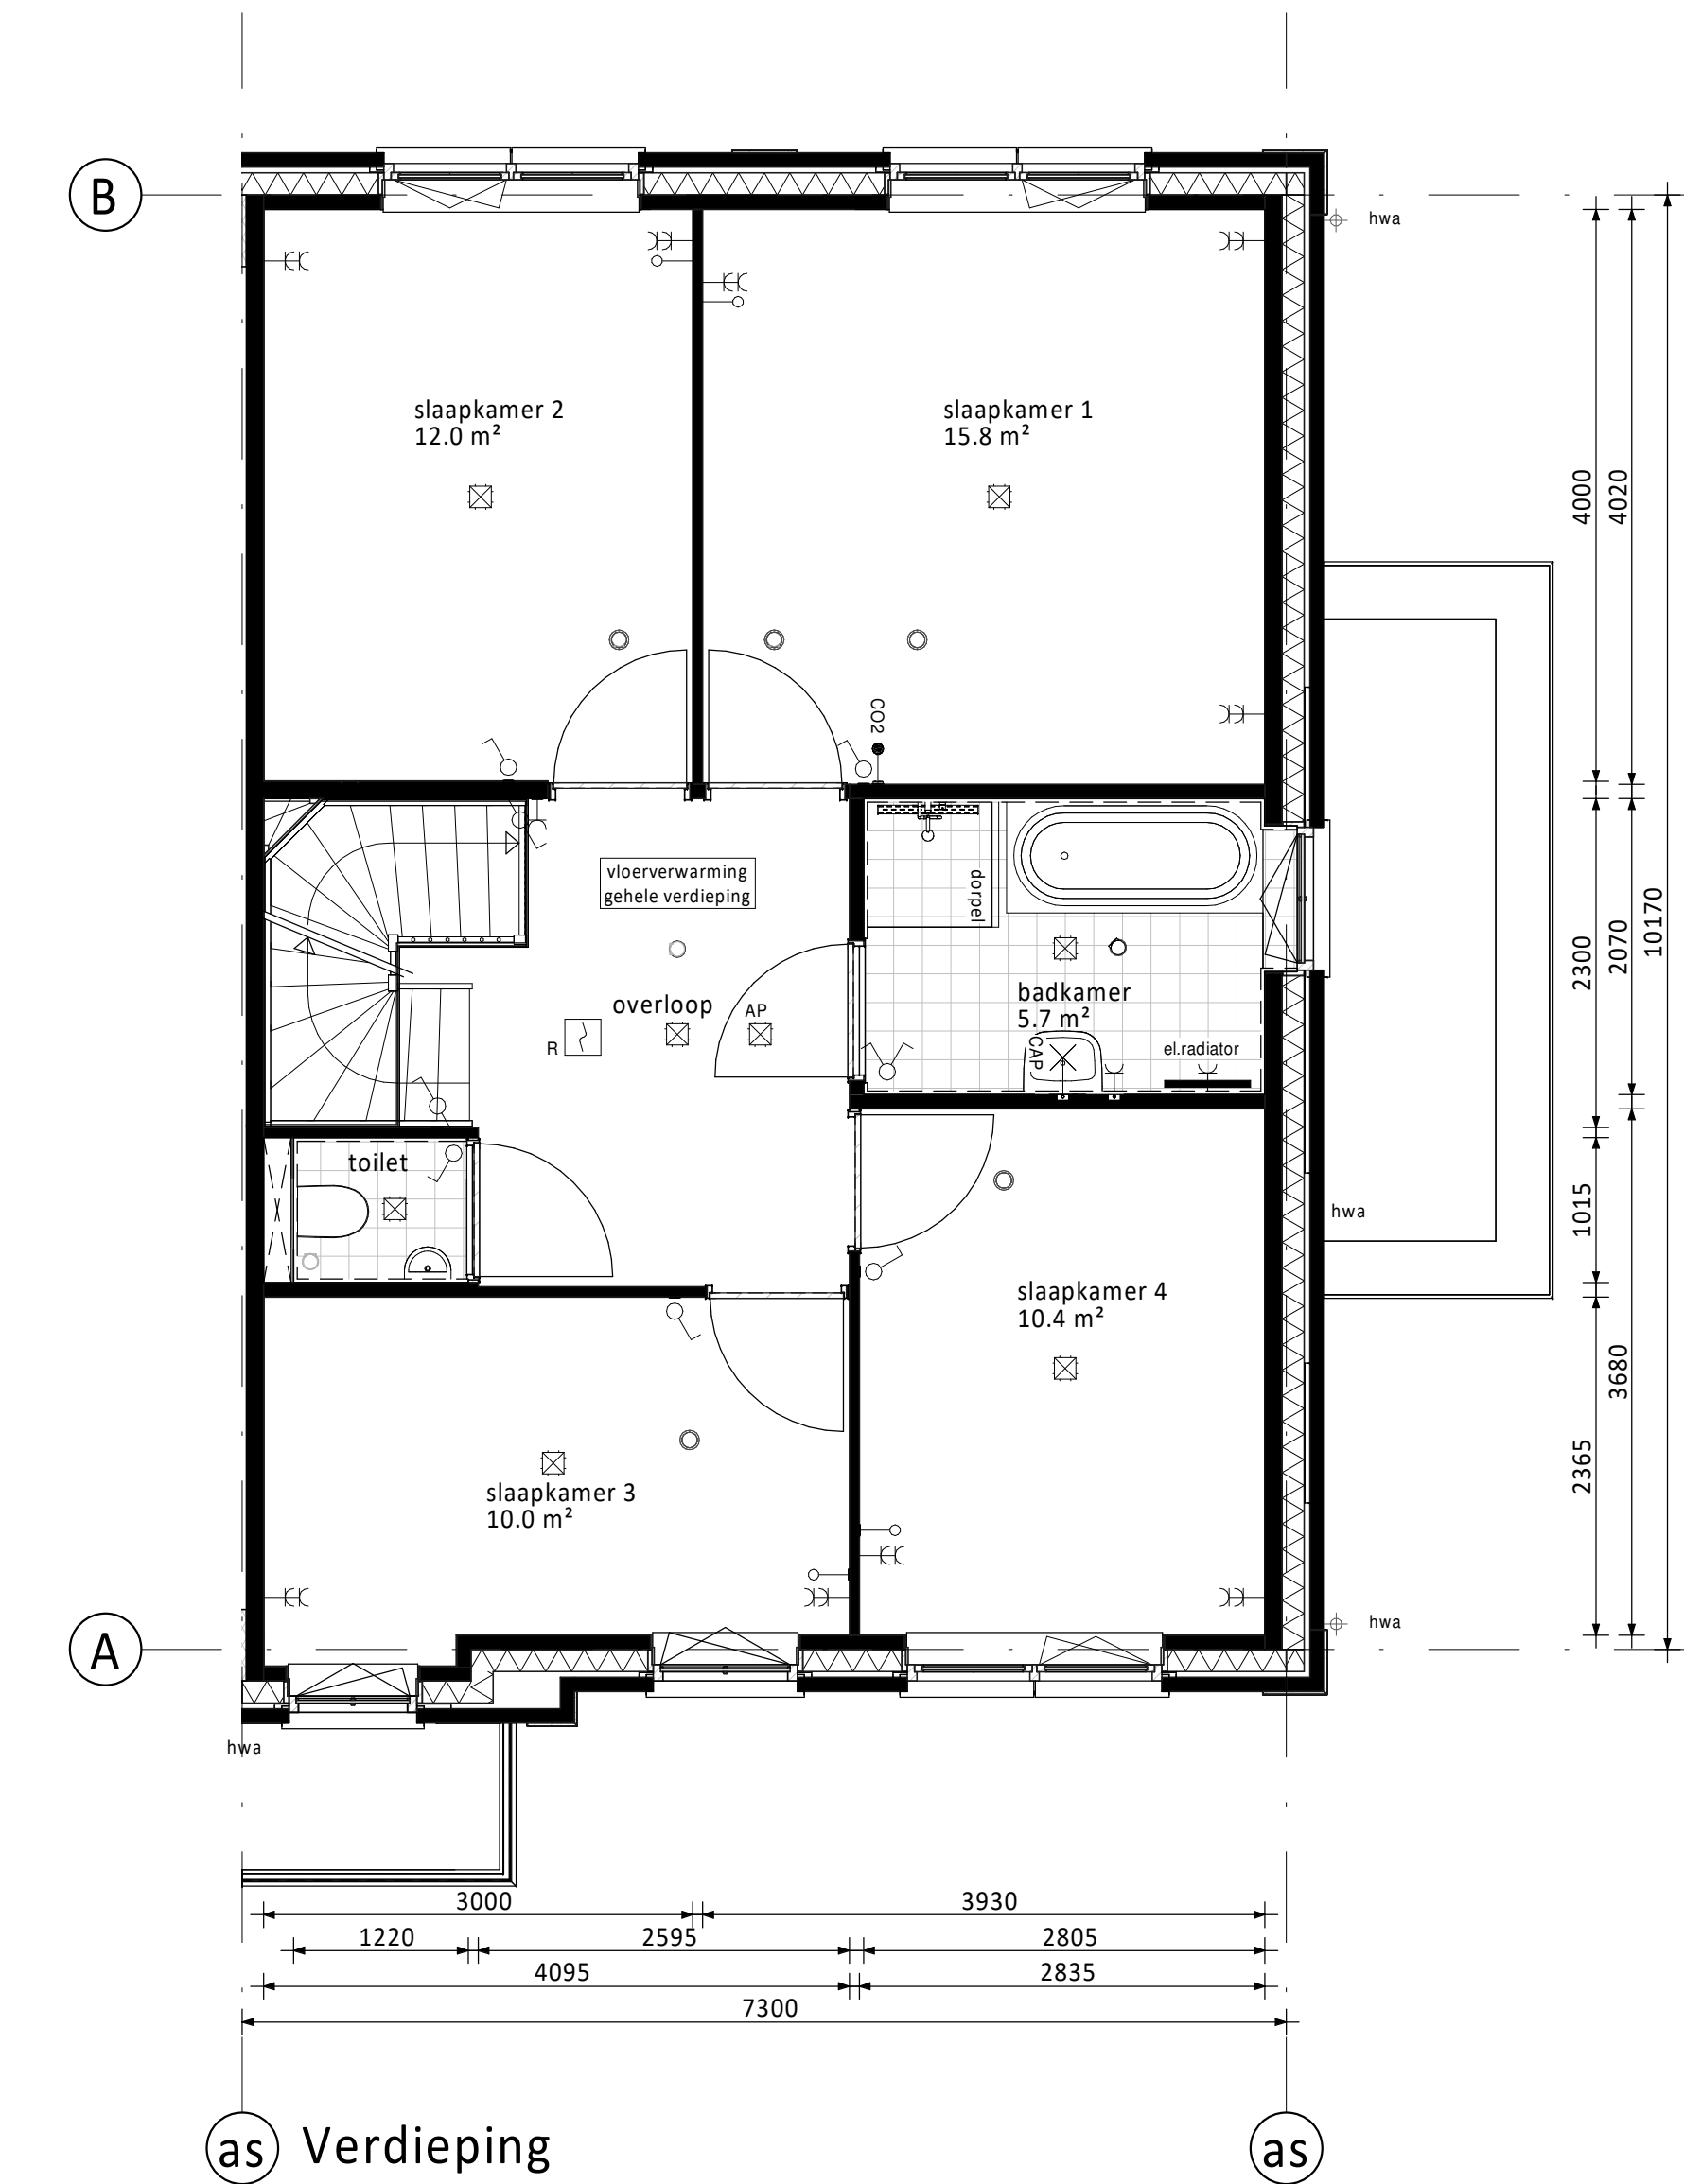 B
hwa
slaapkamer 2
12.0 m²
slaapkamer 1
15.8 m²
4000
4020
CO2
vloerverwarming
gehele verdieping
dorpel
2300
2070
10170
overloop
AP
R
badkamer
5.7 m²
CAP
el.radiator
toilet
1015
hwa
slaapkamer 4
10.4 m²
3680
2365
slaapkamer 3
10.0 m²
A
hwa
hwa
3000
3930
1220
2595
2805
4095
2835
7300
as
Verdieping
as